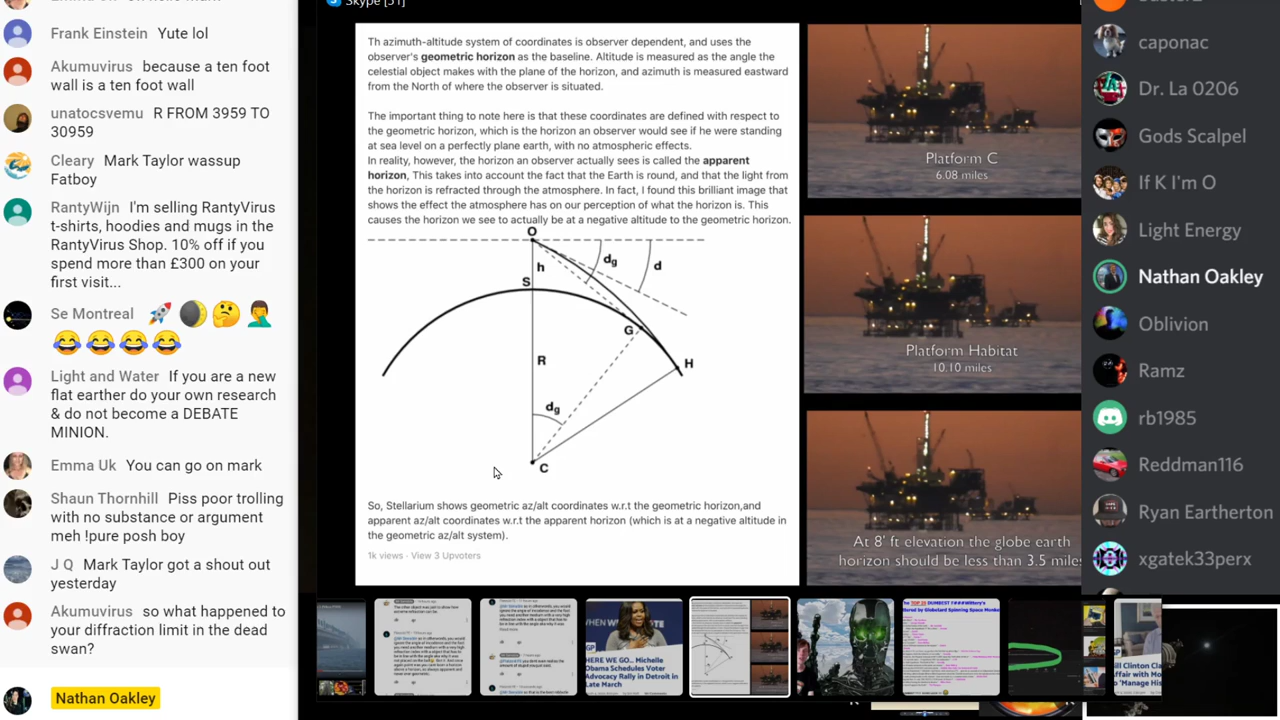 Skype [31]
Frank Einstein Yute lol
Akumuvirus because a ten foot
wall is a ten foot wall
unatocsvemu R FROM 3959 TO
30959
Cleary Mark Taylor wassup
Fatboy
RantyWijn I'm selling RantyVirus
t-shirts, hoodies and mugs in the
RantyVirus Shop. 10% off if you
spend more than £300 on your
first visit...
Se Montreal 🚀 🌒 🤔 🤦‍♂️
😂 😂 😂 😂
Light and Water If you are a new
flat earther do your own research
& do not become a DEBATE
MINION.
Emma Uk You can go on mark
Shaun Thornhill Piss poor trolling
with no substance or argument
meh !pure posh boy
J Q Mark Taylor got a shout out
yesterday
Akumuvirus so what happened to
your diffraction limit in the dead
swan?
Nathan Oakley
Th azimuth-altitude system of coordinates is observer dependent, and uses the
observer's geometric horizon as the baseline. Altitude is measured as the angle the
celestial object makes with the plane of the horizon, and azimuth is measured eastward
from the North of where the observer is situated.
The important thing to note here is that these coordinates are defined with respect to
the geometric horizon, which is the horizon an observer would see if he were standing
at sea level on a perfectly plane earth, with no atmospheric effects.
In reality, however, the horizon an observer actually sees is called the apparent
horizon, This takes into account the fact that the Earth is round, and that the light from
the horizon is refracted through the atmosphere. In fact, I found this brilliant image that
shows the effect the atmosphere has on our perception of what the horizon is. This
causes the horizon we see to actually be at a negative altitude to the geometric horizon.
O
h
dg
d
S
G
R
H
dg
C
So, Stellarium shows geometric az/alt coordinates w.r.t the geometric horizon,and
apparent az/alt coordinates w.r.t the apparent horizon (which is at a negative altitude in
the geometric az/alt system).
1k views · View 3 Upvoters
Platform C
6.08 miles
Platform Habitat
10.10 miles
At 8' ft elevation the globe earth
horizon should be less than 3.5 miles
HERE WE GO... Michelle
Obama Schedules Voter
Advocacy Rally in Detroit in
Late March
caponac
Dr. La 0206
Gods Scalpel
If K I'm O
Light Energy
Nathan Oakley
Oblivion
Ramz
rb1985
Reddman116
Ryan Eartherton
xgatek33perx